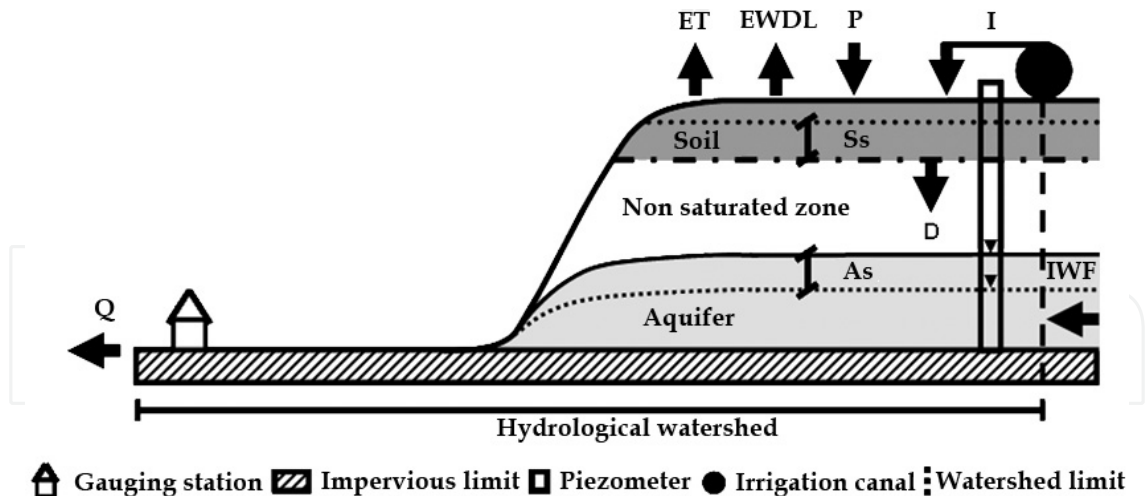 ET EWDL P I
Soil Ss
Non saturated zone
D
As IWF
Aquifer
Q
Hydrological watershed
Gauging station Impervious limit Piezometer Irrigation canal Watershed limit